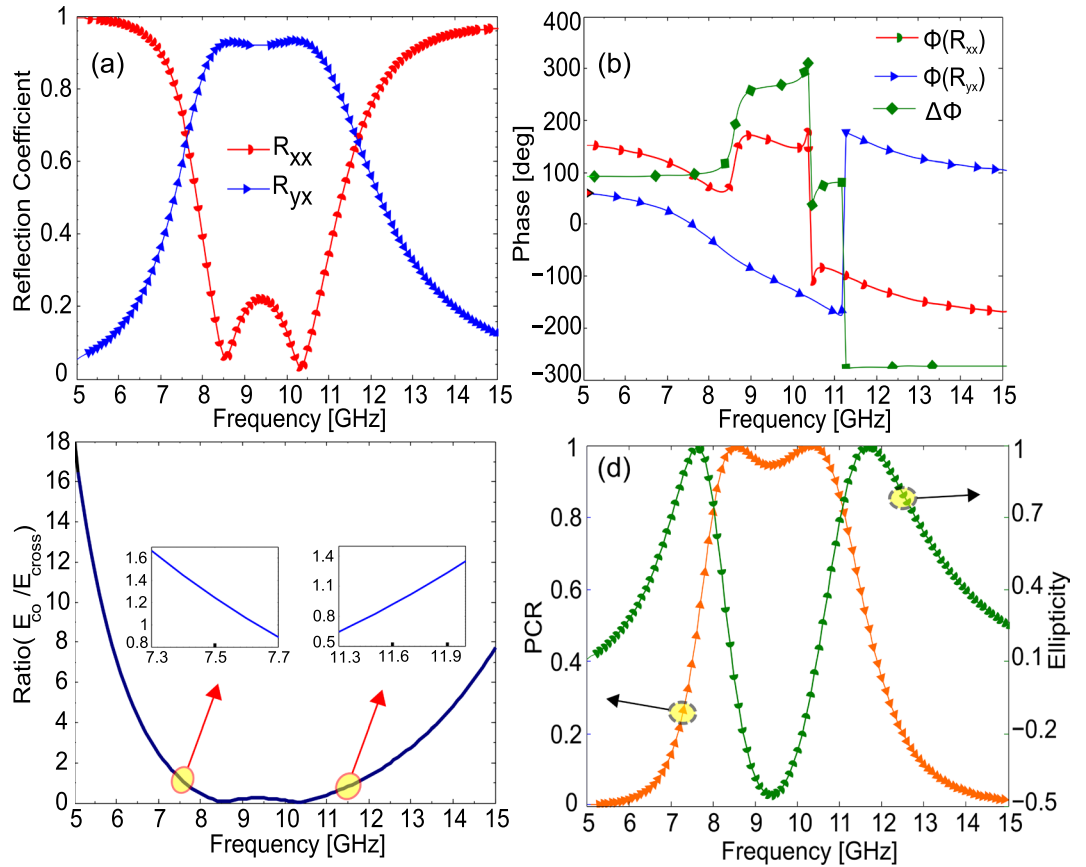 (a)
Reflection Coefficient
1
0.8
0.6
0.4
0.2
0
R_xx
R_yx
5 6 7 8 9 10 11 12 13 14 15
Frequency [GHz]
(b)
Phase [deg]
400
300
200
100
0
−100
−200
−300
Φ(R_xx)
Φ(R_yx)
ΔΦ
5 6 7 8 9 10 11 12 13 14 15
Frequency [GHz]
Ratio( E_co /E_cross)
18
16
14
12
10
8
6
4
2
0
1.6
1.4
1.2
1
0.8
7.3 7.5 7.7
1.4
1.1
0.8
0.5
11.3 11.6 11.9
5 6 7 8 9 10 11 12 13 14 15
Frequency [GHz]
(d)
PCR
1
0.8
0.6
0.4
0.2
0
Ellipticity
1
0.7
0.4
0.1
−0.2
−0.5
5 6 7 8 9 10 11 12 13 14 15
Frequency [GHz]